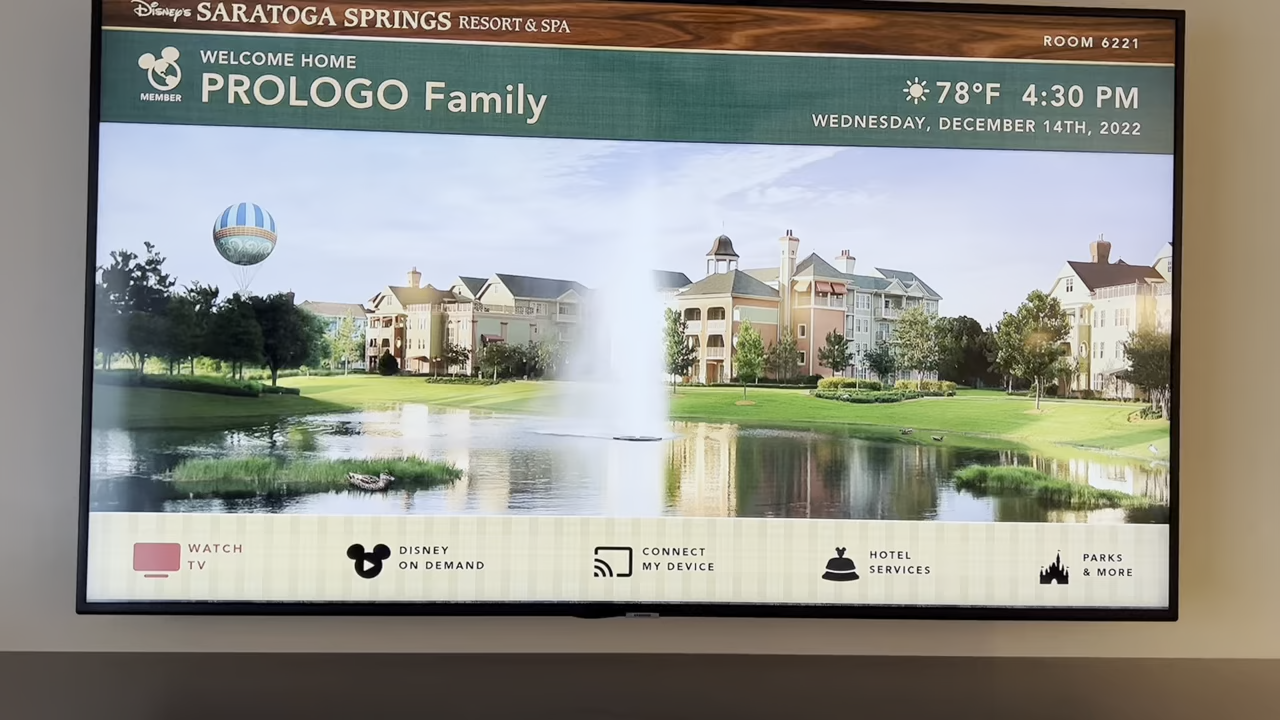 Disney's SARATOGA SPRINGS RESORT & SPA
ROOM 6221
WELCOME HOME
PROLOGO Family
MEMBER
78°F 4:30 PM
WEDNESDAY, DECEMBER 14TH, 2022
WATCH
TV
DISNEY
ON DEMAND
CONNECT
MY DEVICE
HOTEL
SERVICES
PARKS
& MORE